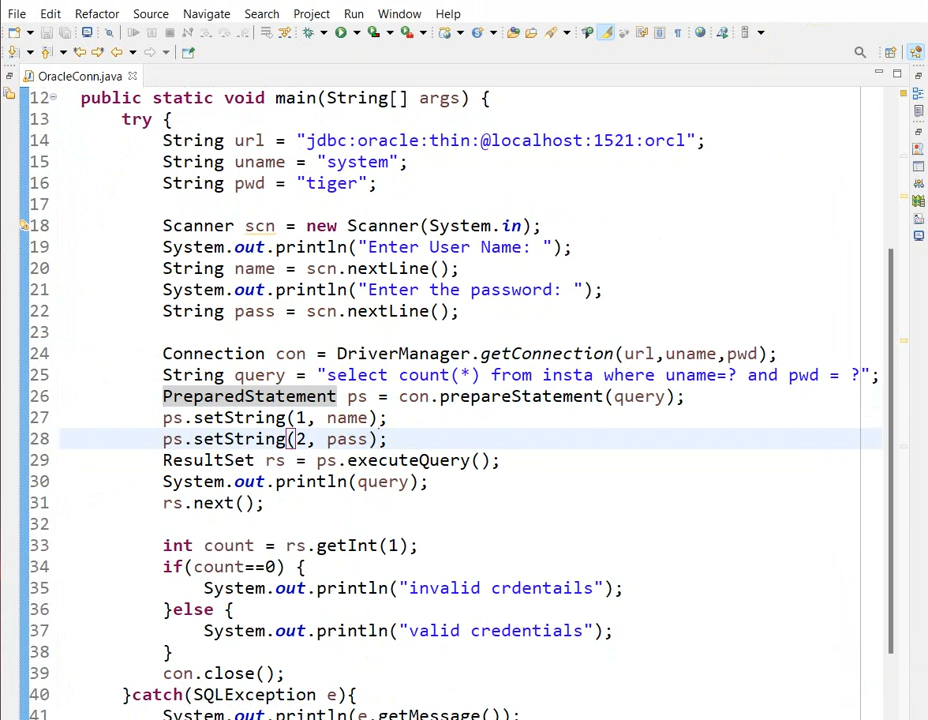 File Edit Refactor Source Navigate Search Project Run Window Help
OracleConn.java
12 public static void main(String[] args) {
13 try {
14 String url = "jdbc:oracle:thin:@localhost:1521:orcl";
15 String uname = "system";
16 String pwd = "tiger";
17
18 Scanner scn = new Scanner(System.in);
19 System.out.println("Enter User Name: ");
20 String name = scn.nextLine();
21 System.out.println("Enter the password: ");
22 String pass = scn.nextLine();
23
24 Connection con = DriverManager.getConnection(url,uname,pwd);
25 String query = "select count(*) from insta where uname=? and pwd = ?";
26 PreparedStatement ps = con.prepareStatement(query);
27 ps.setString(1, name);
28 ps.setString(2, pass);
29 ResultSet rs = ps.executeQuery();
30 System.out.println(query);
31 rs.next();
32
33 int count = rs.getInt(1);
34 if(count==0) {
35 System.out.println("invalid crdentails");
36 }else {
37 System.out.println("valid credentials");
38 }
39 con.close();
40 }catch(SQLException e){
41 System.out.println(e.getMessage());